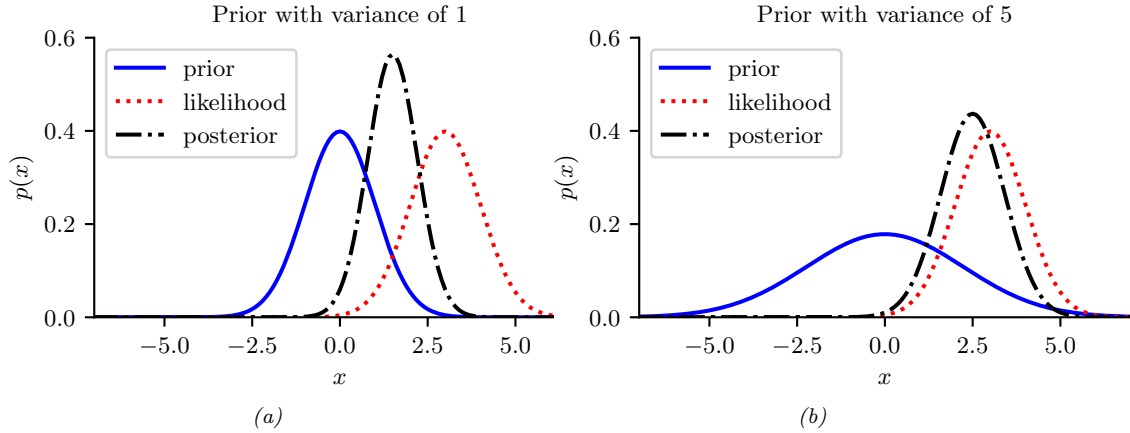 Prior with variance of 1
0.6
0.4
0.2
0.0
p(x)
prior
likelihood
posterior
−5.0 −2.5 0.0 2.5 5.0
x
(a)
Prior with variance of 5
0.6
0.4
0.2
0.0
p(x)
prior
likelihood
posterior
−5.0 −2.5 0.0 2.5 5.0
x
(b)